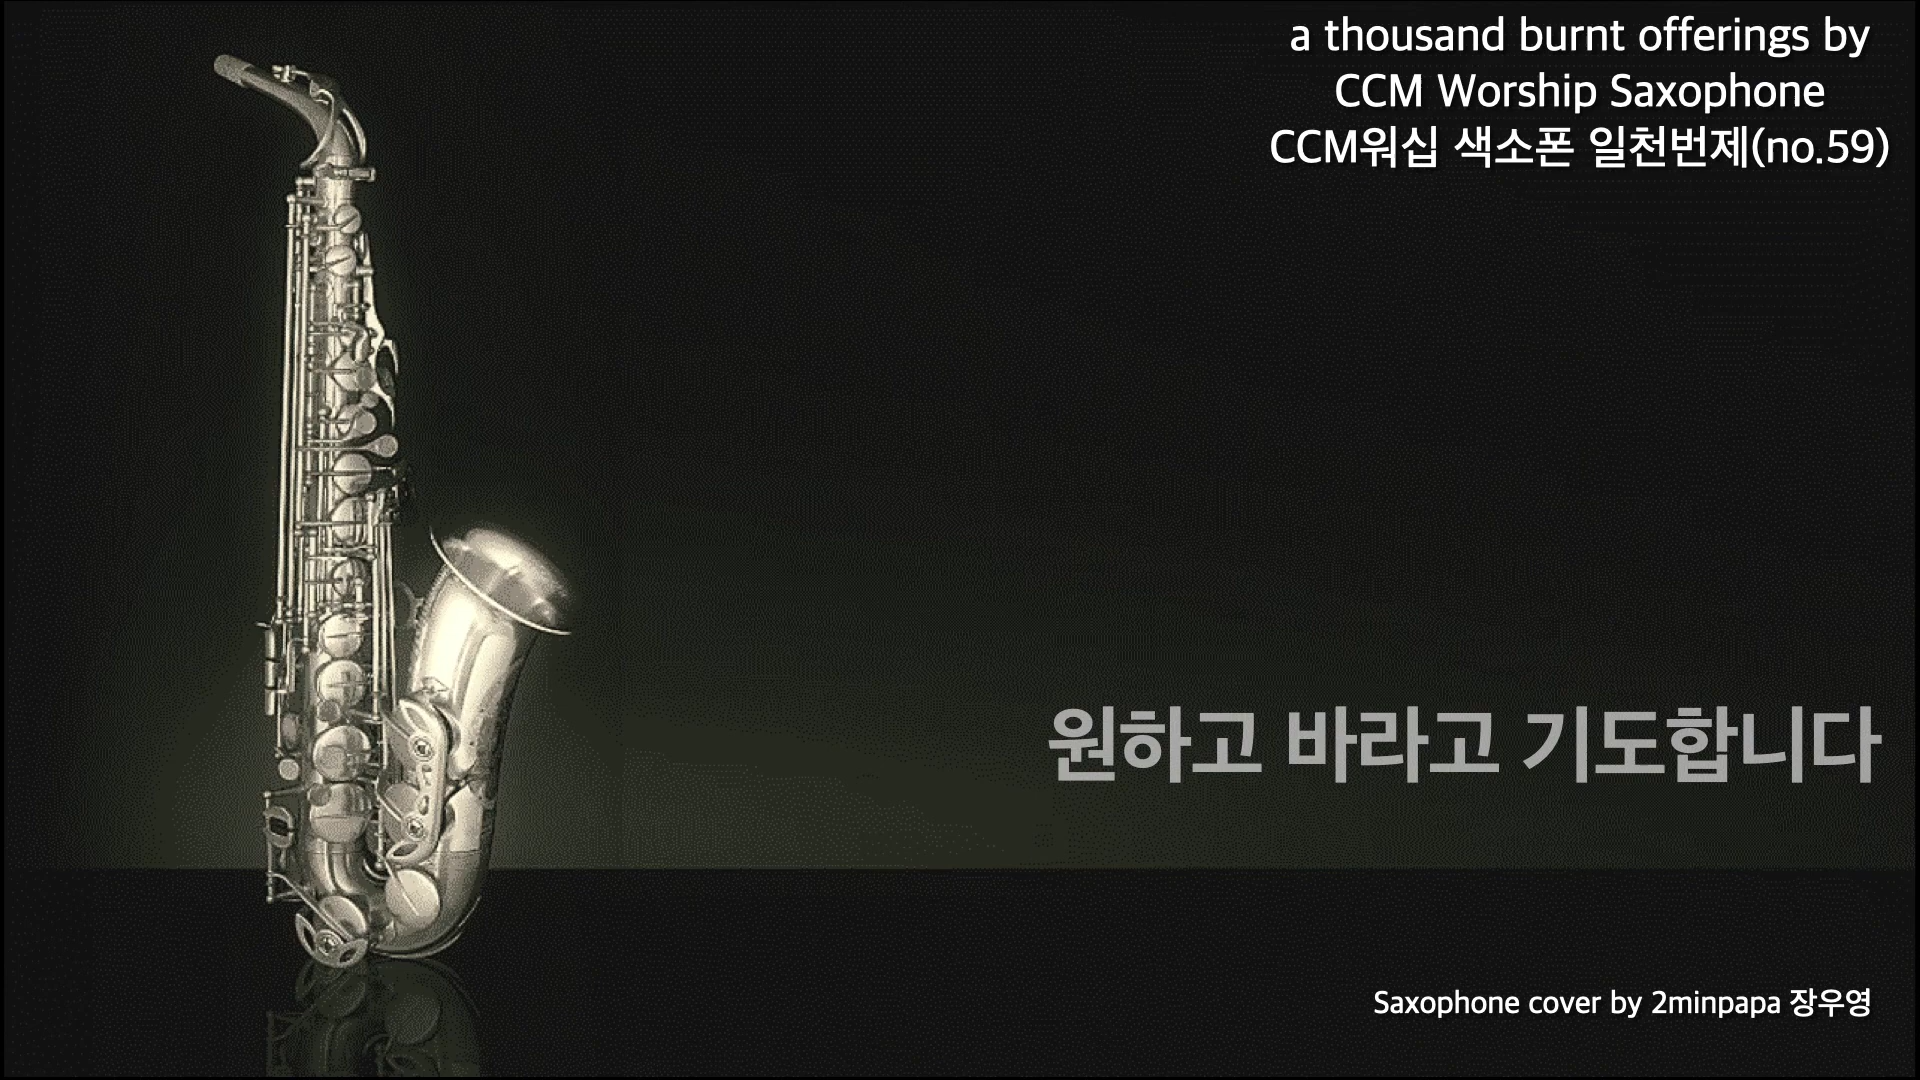 a thousand burnt offerings by
CCM Worship Saxophone
CCM워십 색소폰 일천번제(no.59)
원하고 바라고 기도합니다
Saxophone cover by 2minpapa 장우영